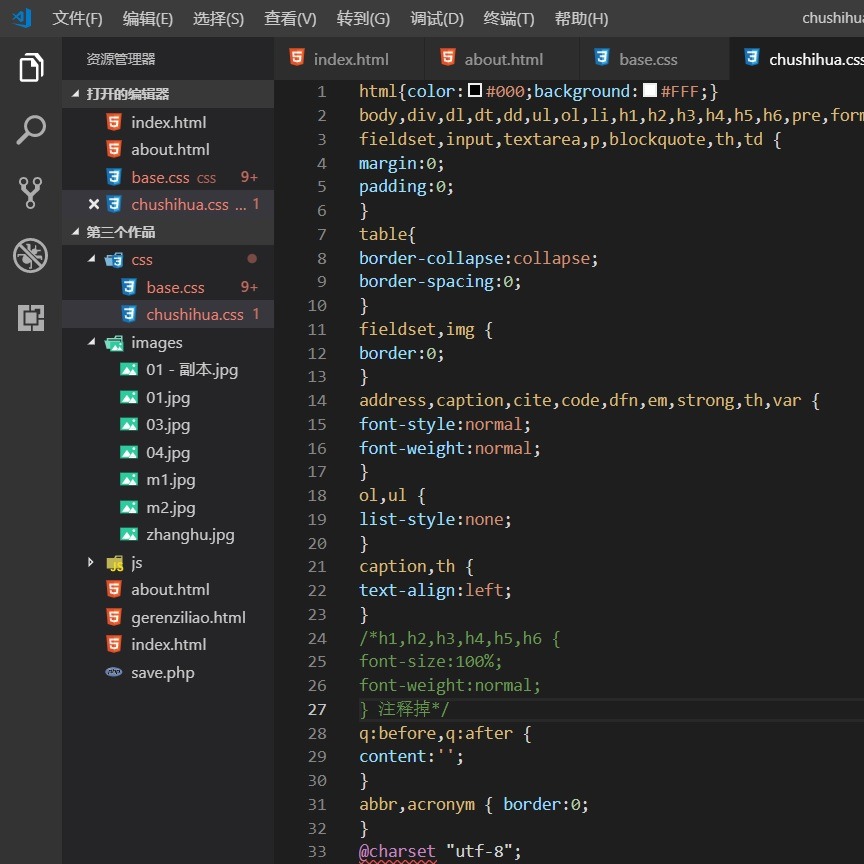 文件(F) 编辑(E) 选择(S) 查看(V) 转到(G) 调试(D) 终端(T) 帮助(H) chushihua
资源管理器
打开的编辑器
index.html
about.html
base.css css 9+
chushihua.css ... 1
第三个作品
css
base.css 9+
chushihua.css 1
images
01 - 副本.jpg
01.jpg
03.jpg
04.jpg
m1.jpg
m2.jpg
zhanghu.jpg
js
about.html
gerenziliao.html
index.html
save.php
index.html about.html base.css chushihua.css
1 html{color:#000;background:#FFF;}
2 body,div,dl,dt,dd,ul,ol,li,h1,h2,h3,h4,h5,h6,pre,form
3 fieldset,input,textarea,p,blockquote,th,td {
4 margin:0;
5 padding:0;
6 }
7 table{
8 border-collapse:collapse;
9 border-spacing:0;
10 }
11 fieldset,img {
12 border:0;
13 }
14 address,caption,cite,code,dfn,em,strong,th,var {
15 font-style:normal;
16 font-weight:normal;
17 }
18 ol,ul {
19 list-style:none;
20 }
21 caption,th {
22 text-align:left;
23 }
24 /*h1,h2,h3,h4,h5,h6 {
25 font-size:100%;
26 font-weight:normal;
27 } 注释掉*/
28 q:before,q:after {
29 content:'';
30 }
31 abbr,acronym { border:0;
32 }
33 @charset "utf-8";